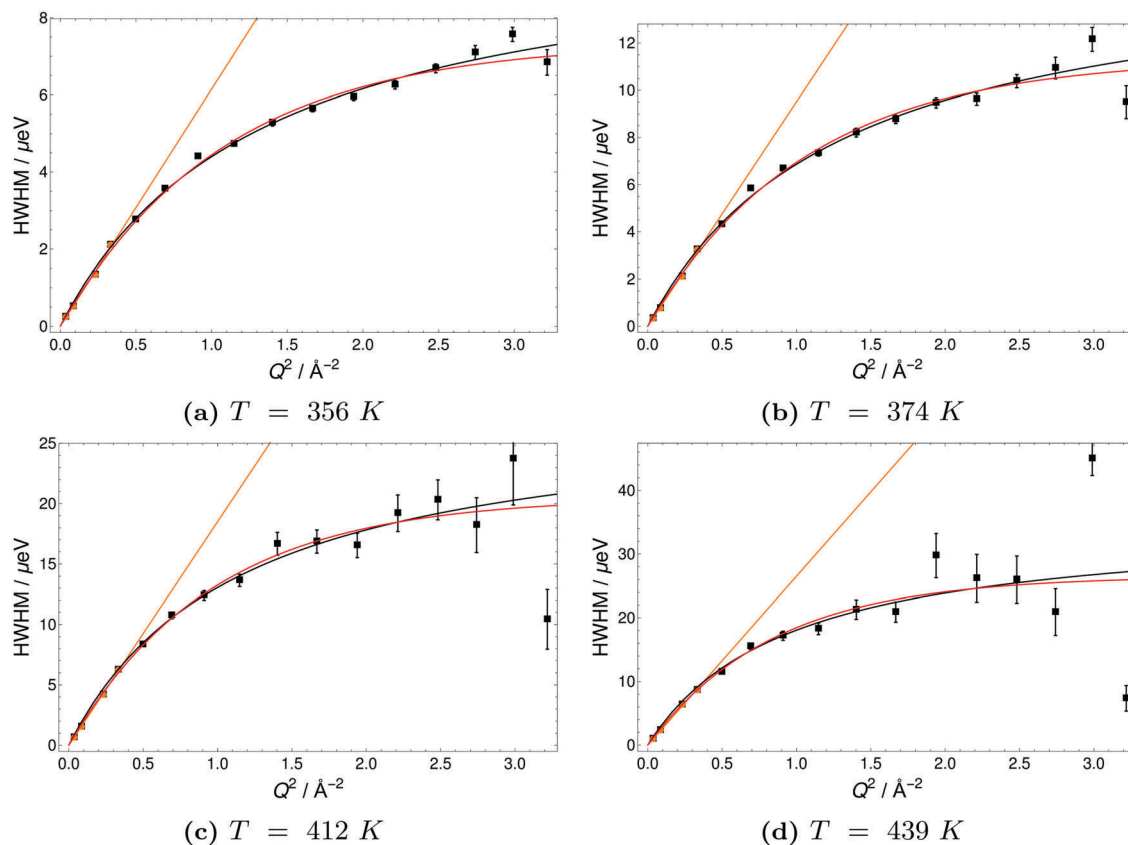 8
6
4
2
0
HWHM / μeV
0.0 0.5 1.0 1.5 2.0 2.5 3.0
Q² / Å⁻²
(a) T = 356 K
12
10
8
6
4
2
0
HWHM / μeV
0.0 0.5 1.0 1.5 2.0 2.5 3.0
Q² / Å⁻²
(b) T = 374 K
25
20
15
10
5
0
HWHM / μeV
0.0 0.5 1.0 1.5 2.0 2.5 3.0
Q² / Å⁻²
(c) T = 412 K
40
30
20
10
0
HWHM / μeV
0.0 0.5 1.0 1.5 2.0 2.5 3.0
Q² / Å⁻²
(d) T = 439 K